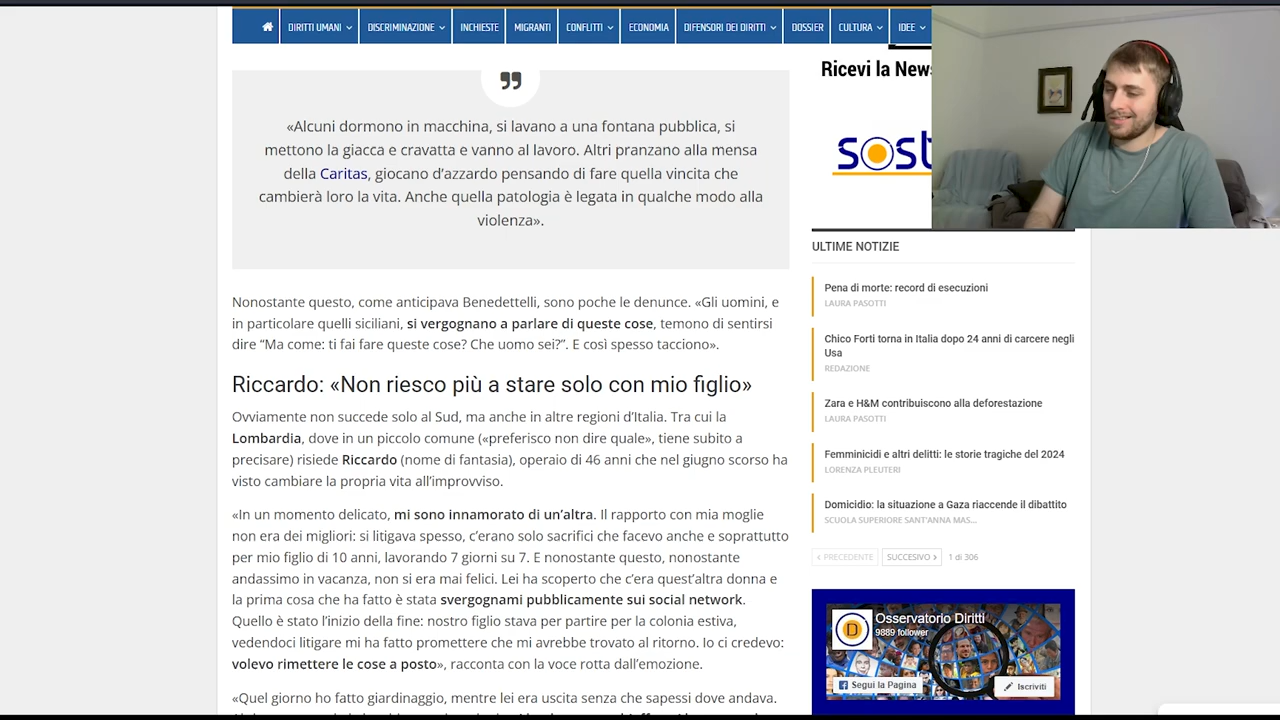 DIRITTI UMANI
DISCRIMINAZIONE
INCHIESTE
MIGRANTI
CONFLITTI
ECONOMIA
DIFENSORI DEI DIRITTI
DOSSIER
CULTURA
IDEE
«Alcuni dormono in macchina, si lavano a una fontana pubblica, si
mettono la giacca e cravatta e vanno al lavoro. Altri pranzano alla mensa
della Caritas, giocano d’azzardo pensando di fare quella vincita che
cambierà loro la vita. Anche quella patologia è legata in qualche modo alla
violenza».
Nonostante questo, come anticipava Benedettelli, sono poche le denunce. «Gli uomini, e
in particolare quelli siciliani, si vergognano a parlare di queste cose, temono di sentirsi
dire “Ma come: ti fai fare queste cose? Che uomo sei?”. E così spesso tacciono».
Riccardo: «Non riesco più a stare solo con mio figlio»
Ovviamente non succede solo al Sud, ma anche in altre regioni d’Italia. Tra cui la
Lombardia, dove in un piccolo comune («preferisco non dire quale», tiene subito a
precisare) risiede Riccardo (nome di fantasia), operaio di 46 anni che nel giugno scorso ha
visto cambiare la propria vita all’improvviso.
«In un momento delicato, mi sono innamorato di un’altra. Il rapporto con mia moglie
non era dei migliori: si litigava spesso, c’erano solo sacrifici che facevo anche e soprattutto
per mio figlio di 10 anni, lavorando 7 giorni su 7. E nonostante questo, nonostante
andassimo in vacanza, non si era mai felici. Lei ha scoperto che c’era quest’altra donna e
la prima cosa che ha fatto è stata svergognami pubblicamente sui social network.
Quello è stato l’inizio della fine: nostro figlio stava per partire per la colonia estiva,
vedendoci litigare mi ha fatto promettere che mi avrebbe trovato al ritorno. Io ci credevo:
volevo rimettere le cose a posto», racconta con la voce rotta dall’emozione.
«Quel giorno ho fatto giardinaggio, mentre lei era uscita senza che sapessi dove andava.
Ricevi la News
sost
ULTIME NOTIZIE
Pena di morte: record di esecuzioni
LAURA PASOTTI
Chico Forti torna in Italia dopo 24 anni di carcere negli
Usa
REDAZIONE
Zara e H&M contribuiscono alla deforestazione
LAURA PASOTTI
Femminicidi e altri delitti: le storie tragiche del 2024
LORENZA PLEUTERI
Domicidio: la situazione a Gaza riaccende il dibattito
SCUOLA SUPERIORE SANT'ANNA MAS...
PRECEDENTE
SUCCESIVO
1 di 306
Osservatorio Diritti
9889 follower
Segui la Pagina
Iscriviti